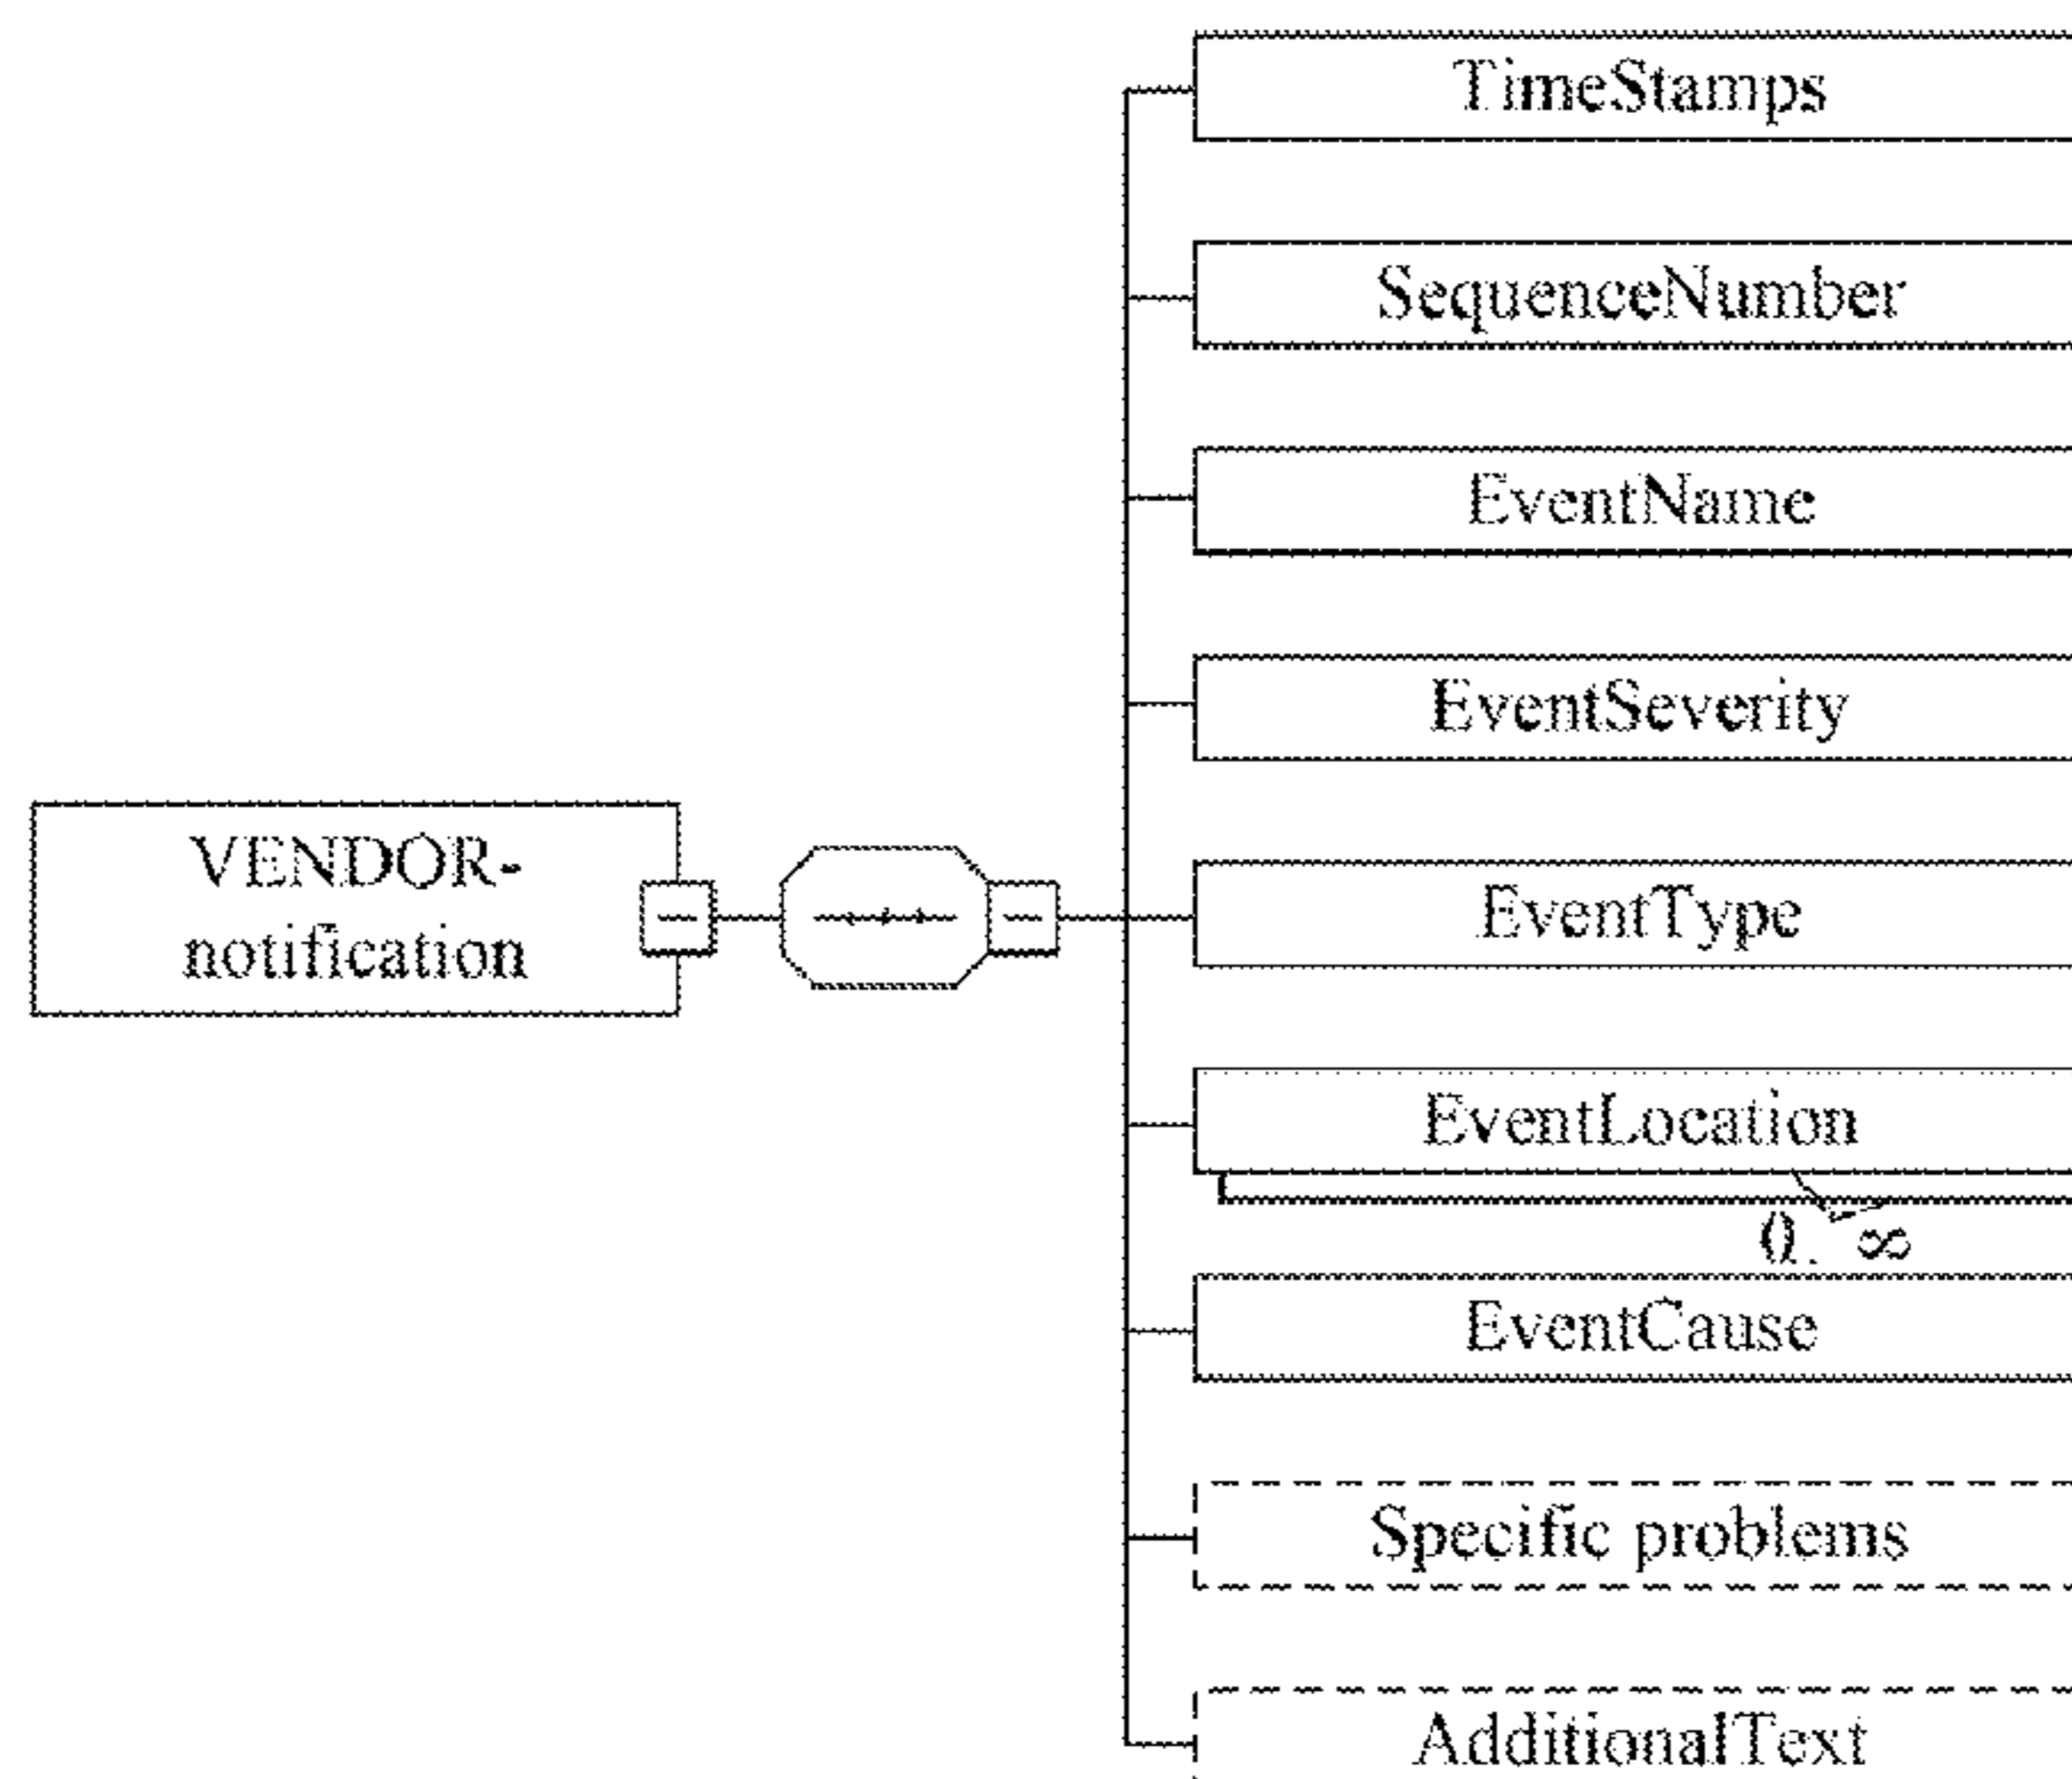 TimeStamps
SequenceNumber
EventName
EventSeverity
VENDOR-
notification
EventType
EventLocation
0.. ∞
EventCause
Specific problems
AdditionalText